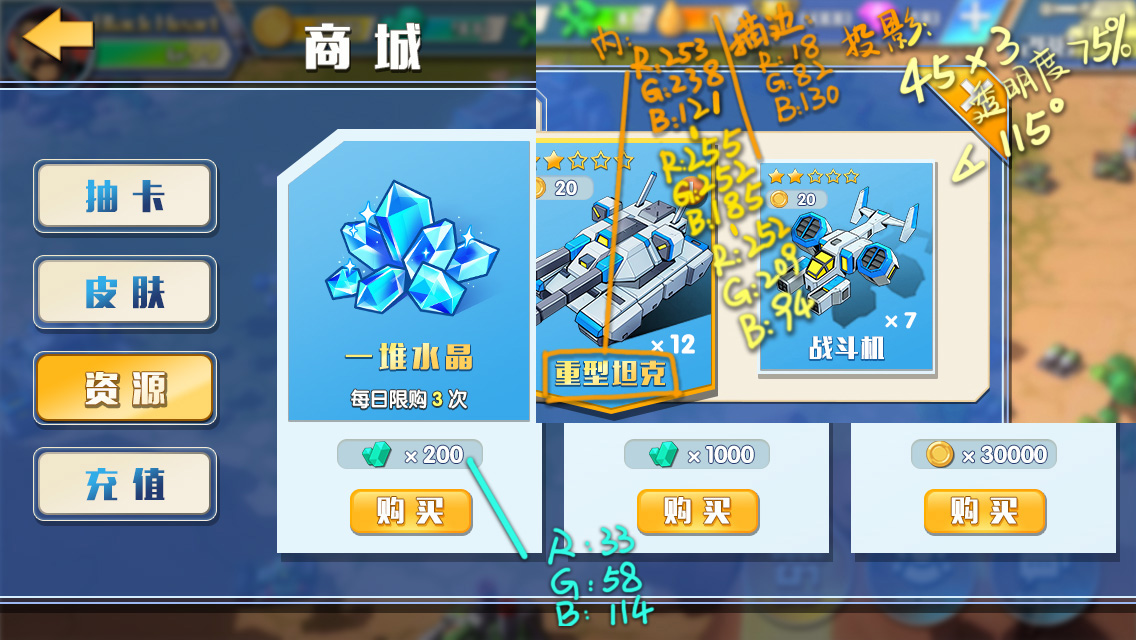 商城
抽卡
皮肤
资源
充值
一堆水晶
每日限购 3 次
× 200
购买
20
× 12
重型坦克
× 1000
购买
20
× 7
战斗机
× 30000
购买
内:
R:253
G:238
B:121
R:255
G:252
B:185
R:252
G:209
B:94
描边
R:18
G:82
B:130
投影:
45×3
透明度 75%
115°
R:33
G:58
B:114